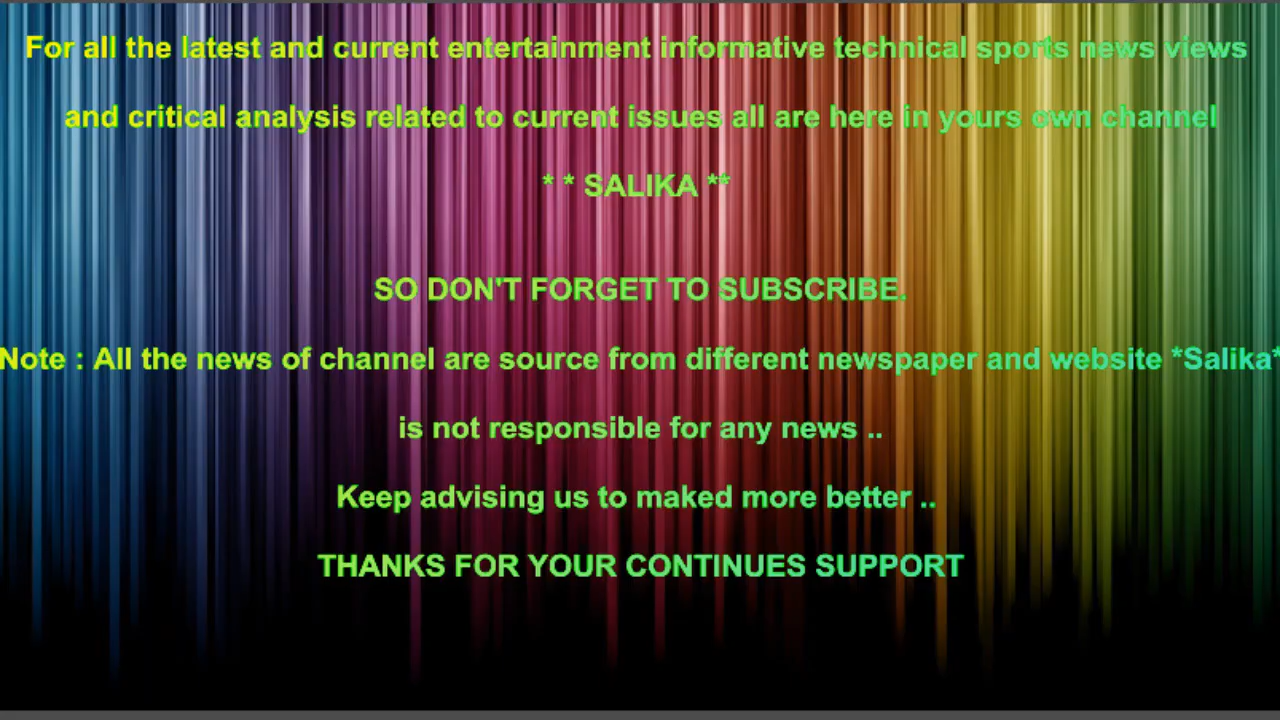 For all the latest and current entertainment informative technical sports news views
and critical analysis related to current issues all are here in yours own channel
* * SALIKA **
SO DON'T FORGET TO SUBSCRIBE.
Note : All the news of channel are source from different newspaper and website *Salika*
is not responsible for any news ..
Keep advising us to maked more better ..
THANKS FOR YOUR CONTINUES SUPPORT